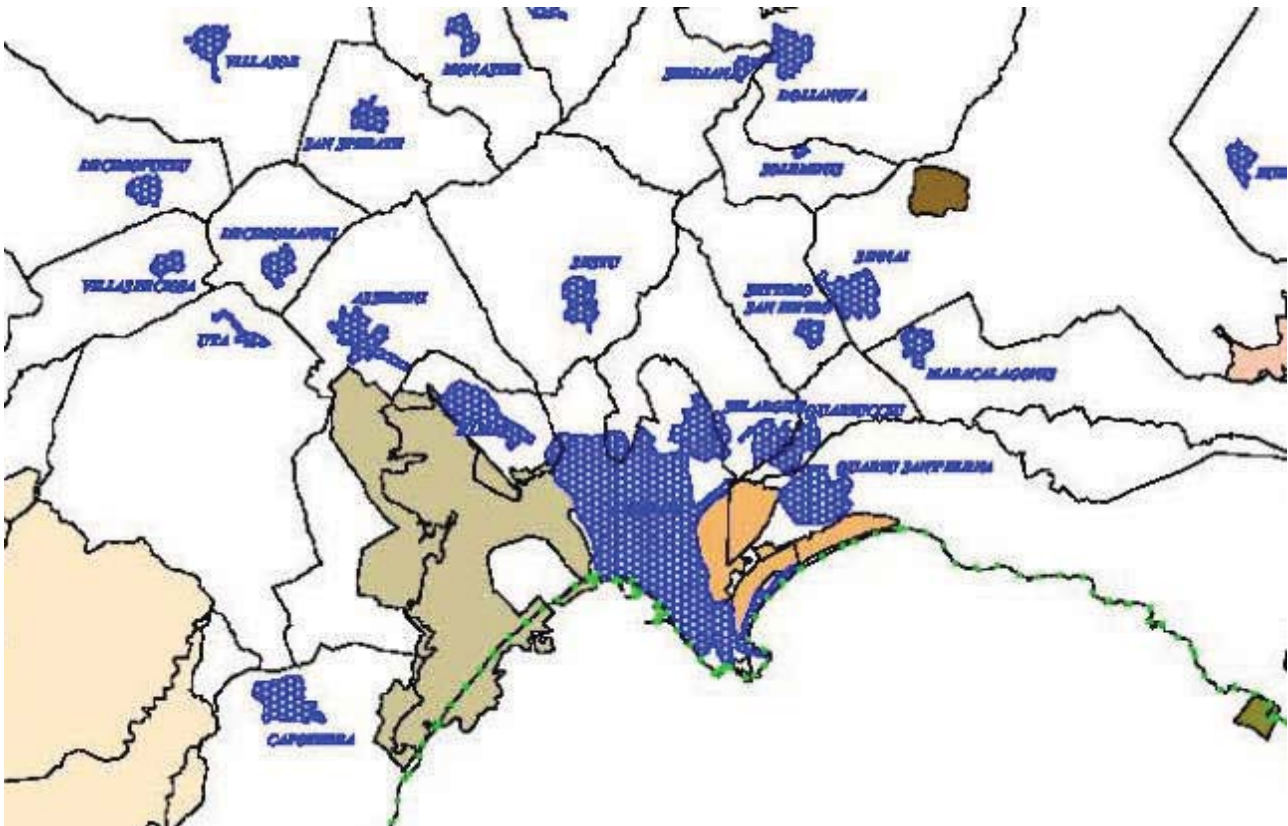 VILLASOR
MONASTIR
DOLIANOVA
SAN SPERATE
SOLEMINIS
DECIMOPUTZU
DECIMOMANNU
VILLASPECIOSA
UTA
ASSEMINI
SESTU
SETTIMO
SAN PIETRO
SINNAI
MARACALAGONIS
SELARGIUS
QUARTUCCIU
QUARTU SANT'ELENA
CAPOTERRA